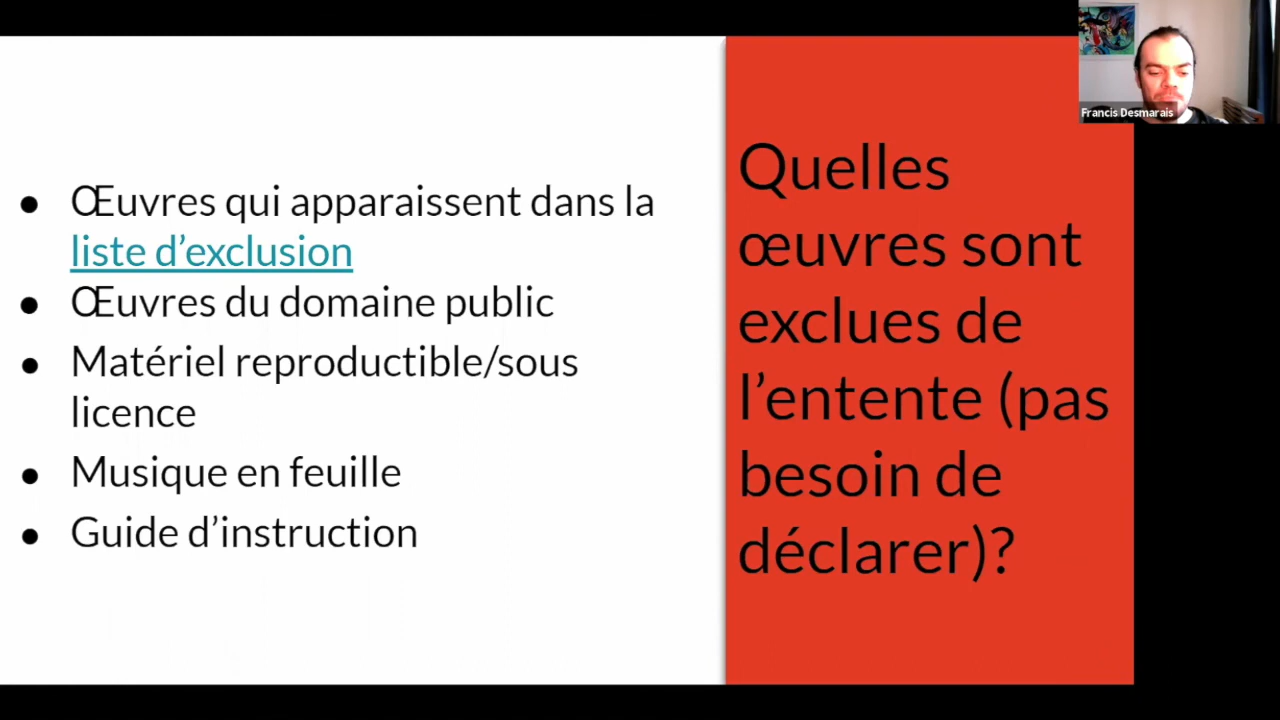 Œuvres qui apparaissent dans la
liste d’exclusion
Œuvres du domaine public
Matériel reproductible/sous
licence
Musique en feuille
Guide d’instruction
Quelles
œuvres sont
exclues de
l’entente (pas
besoin de
déclarer)?
Francis Desmarais